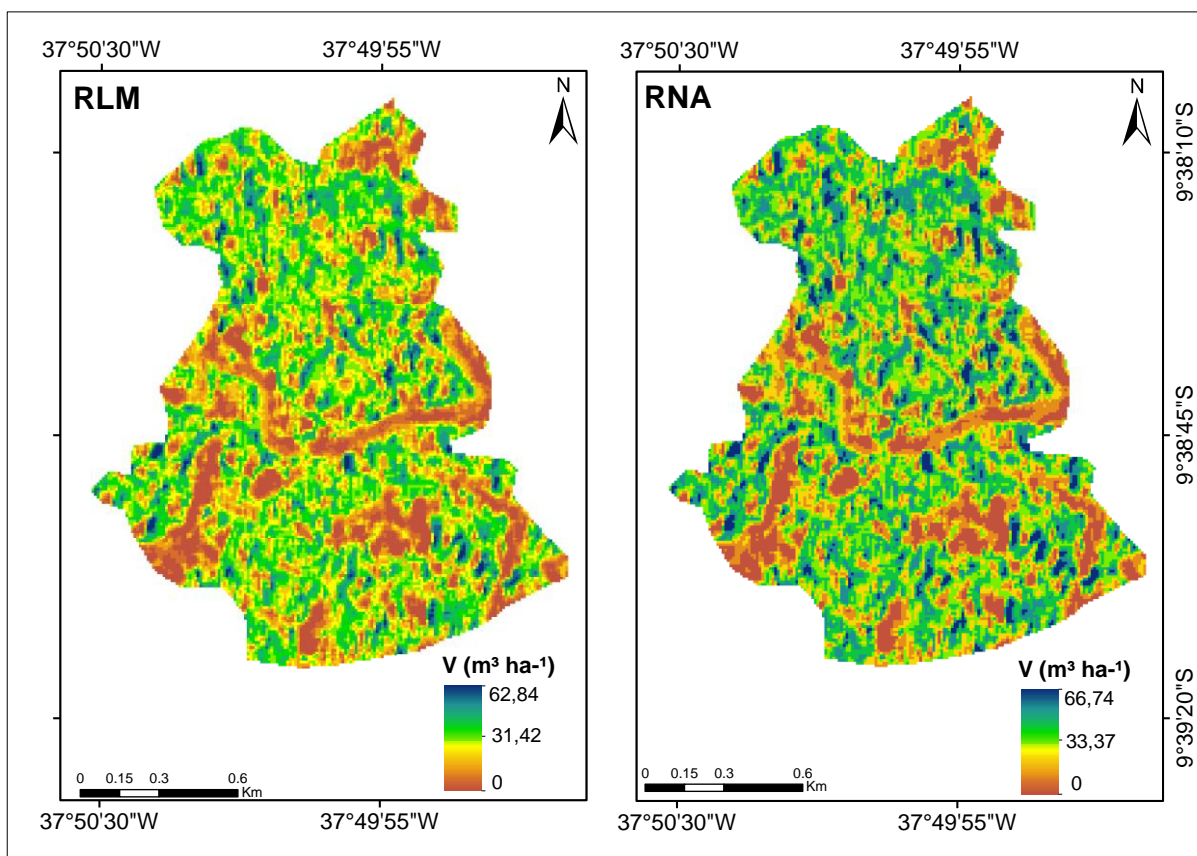 37°50'30"W 37°49'55"W 37°50'30"W 37°49'55"W
RLM
N
RNA
N
9°38'10"S
9°38'45"S
9°39'20"S
V (m³ ha-¹)
62,84
31,42
0
V (m³ ha-¹)
66,74
33,37
0
0 0.15 0.3 0.6
Km
0 0.15 0.3 0.6
Km
37°50'30"W 37°49'55"W 37°50'30"W 37°49'55"W